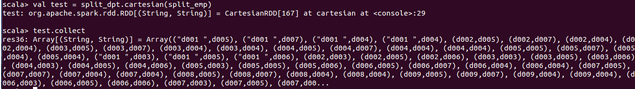 scala> val test = split_dpt.cartesian(split_emp)
test: org.apache.spark.rdd.RDD[(String, String)] = CartesianRDD[167] at cartesian at <console>:29

scala> test.collect
res36: Array[(String, String)] = Array(("d001 ",d005), ("d001 ",d007), ("d001 ",d004), ("d001 ",d004), (d002,d005), (d002,d007), (d002,d004), (d0
02,d004), (d003,d005), (d003,d007), (d003,d004), (d003,d004), (d004,d005), (d004,d007), (d004,d004), (d004,d004), (d005,d005), (d005,d007), (d005
,d004), (d005,d004), ("d001 ",d003), ("d001 ",d005), ("d001 ",d006), (d002,d003), (d002,d005), (d002,d006), (d003,d003), (d003,d005), (d003,d006)
, (d004,d003), (d004,d005), (d004,d006), (d005,d003), (d005,d005), (d005,d006), (d006,d005), (d006,d007), (d006,d004), (d006,d004), (d007,d005),
(d007,d007), (d007,d004), (d007,d004), (d008,d005), (d008,d007), (d008,d004), (d008,d004), (d009,d005), (d009,d007), (d009,d004), (d009,d004), (d
006,d003), (d006,d005), (d006,d006), (d007,d003), (d007,d005), (d007,d00...